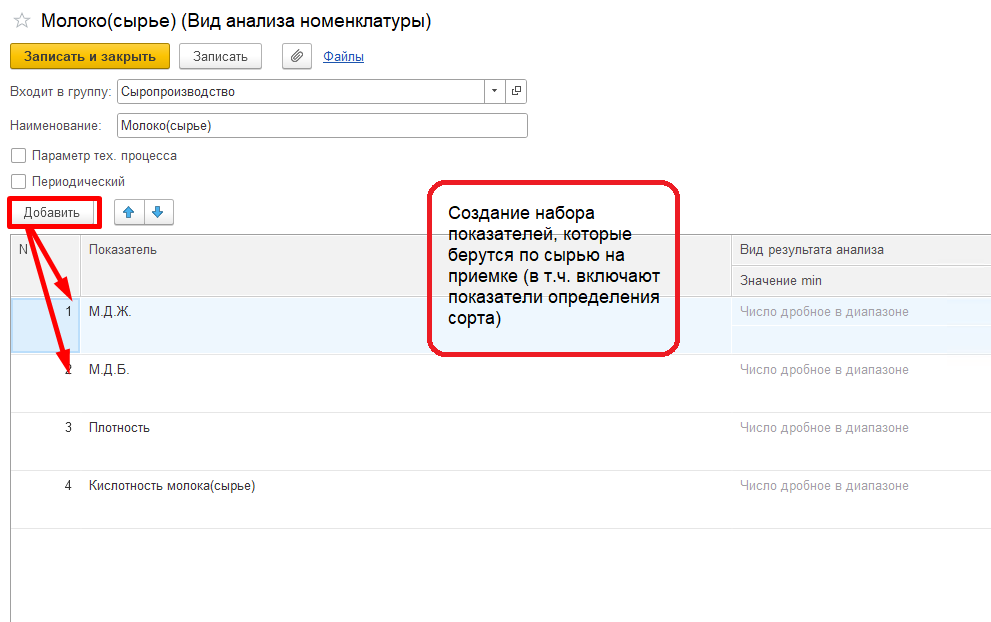 Молоко(сырье) (Вид анализа номенклатуры)
Записать и закрыть
Записать
Файлы
Входит в группу:
Сыропроизводство
Наименование:
Молоко(сырье)
Параметр тех. процесса
Периодический
Добавить
Создание набора
показателей, которые
берутся по сырью на
приемке (в т.ч. включают
показатели определения
сорта)
N
Показатель
Вид результата анализа
Значение min
1
М.Д.Ж.
Число дробное в диапазоне
2
М.Д.Б.
Число дробное в диапазоне
3
Плотность
Число дробное в диапазоне
4
Кислотность молока(сырье)
Число дробное в диапазоне